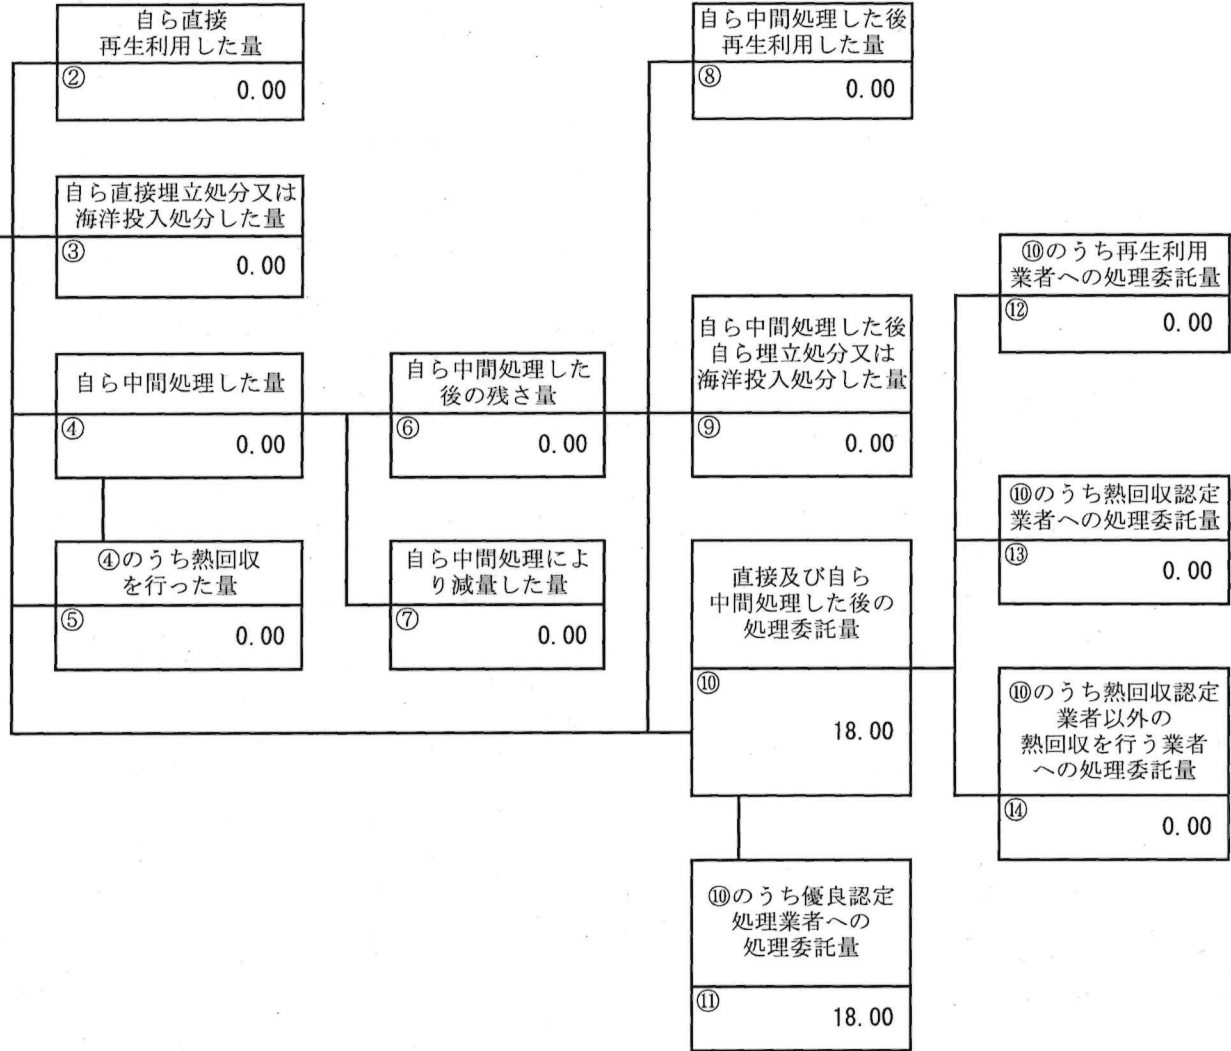 自ら直接
再生利用した量
②
0.00
自ら直接埋立処分又は
海洋投入処分した量
③
0.00
自ら中間処理した量
④
0.00
④のうち熱回収
を行った量
⑤
0.00
自ら中間処理した
後の残さ量
⑥
0.00
自ら中間処理によ
り減量した量
⑦
0.00
自ら中間処理した後
再生利用した量
⑧
0.00
自ら中間処理した後
自ら埋立処分又は
海洋投入処分した量
⑨
0.00
直接及び自ら
中間処理した後の
処理委託量
⑩
18.00
⑩のうち優良認定
処理業者への
処理委託量
⑪
18.00
⑩のうち再生利用
業者への処理委託量
⑫
0.00
⑩のうち熱回収認定
業者への処理委託量
⑬
0.00
⑩のうち熱回収認定
業者以外の
熱回収を行う業者
への処理委託量
⑭
0.00